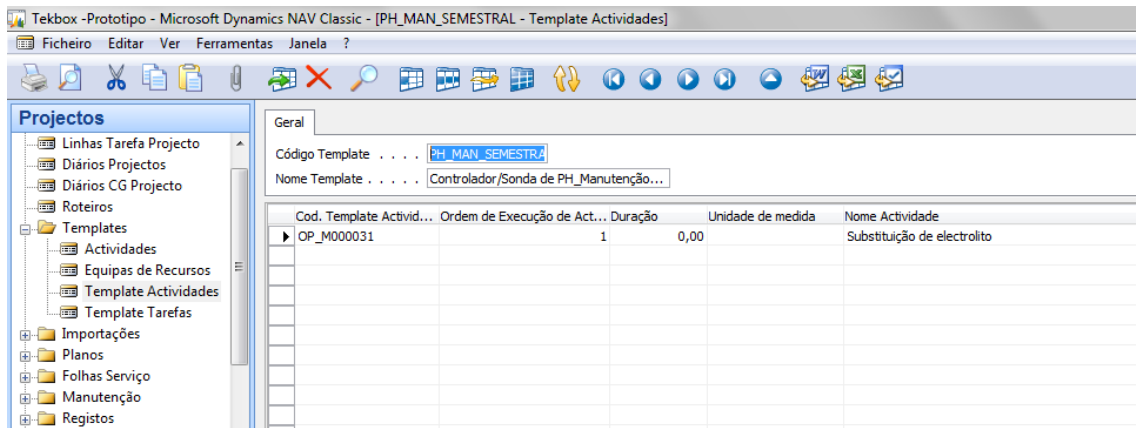 Tekbox -Prototipo - Microsoft Dynamics NAV Classic - [PH_MAN_SEMESTRAL - Template Actividades]
Ficheiro Editar Ver Ferramentas Janela ?
Projectos
Linhas Tarefa Projecto
Diários Projectos
Diários CG Projecto
Roteiros
Templates
Actividades
Equipas de Recursos
Template Actividades
Template Tarefas
Importações
Planos
Folhas Serviço
Manutenção
Registos
Geral
Código Template . . . . PH_MAN_SEMESTRA
Nome Template . . . . . Controlador/Sonda de PH_Manutenção...
Cod. Template Activid... Ordem de Execução de Act... Duração Unidade de medida Nome Actividade
OP_M000031 1 0,00 Substituição de electrolito